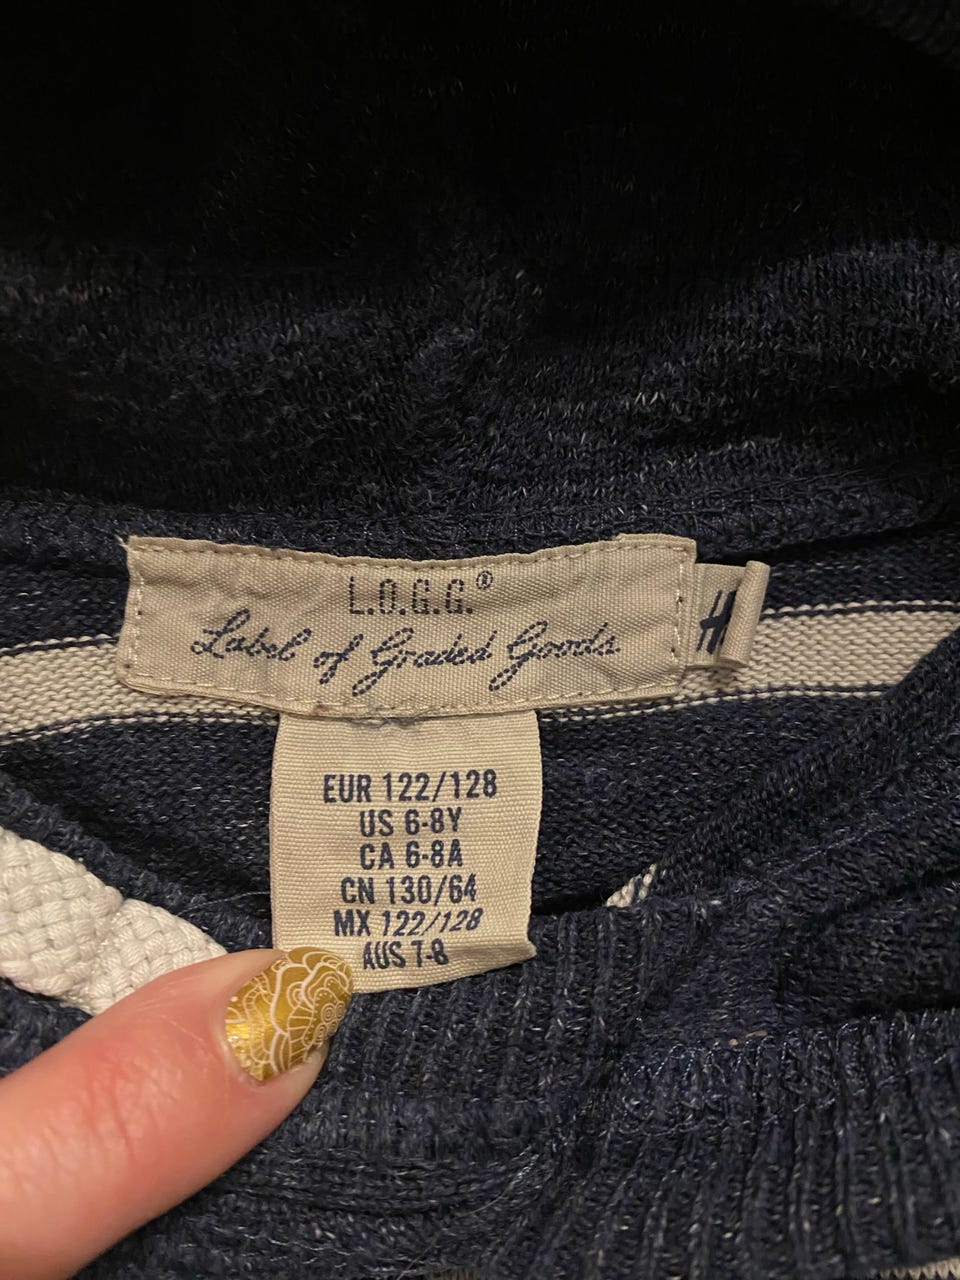 L.O.G.G.®
Label of Graded Goods
H
EUR 122/128
US 6-8Y
CA 6-8A
CN 130/64
MX 122/128
AUS 7-8